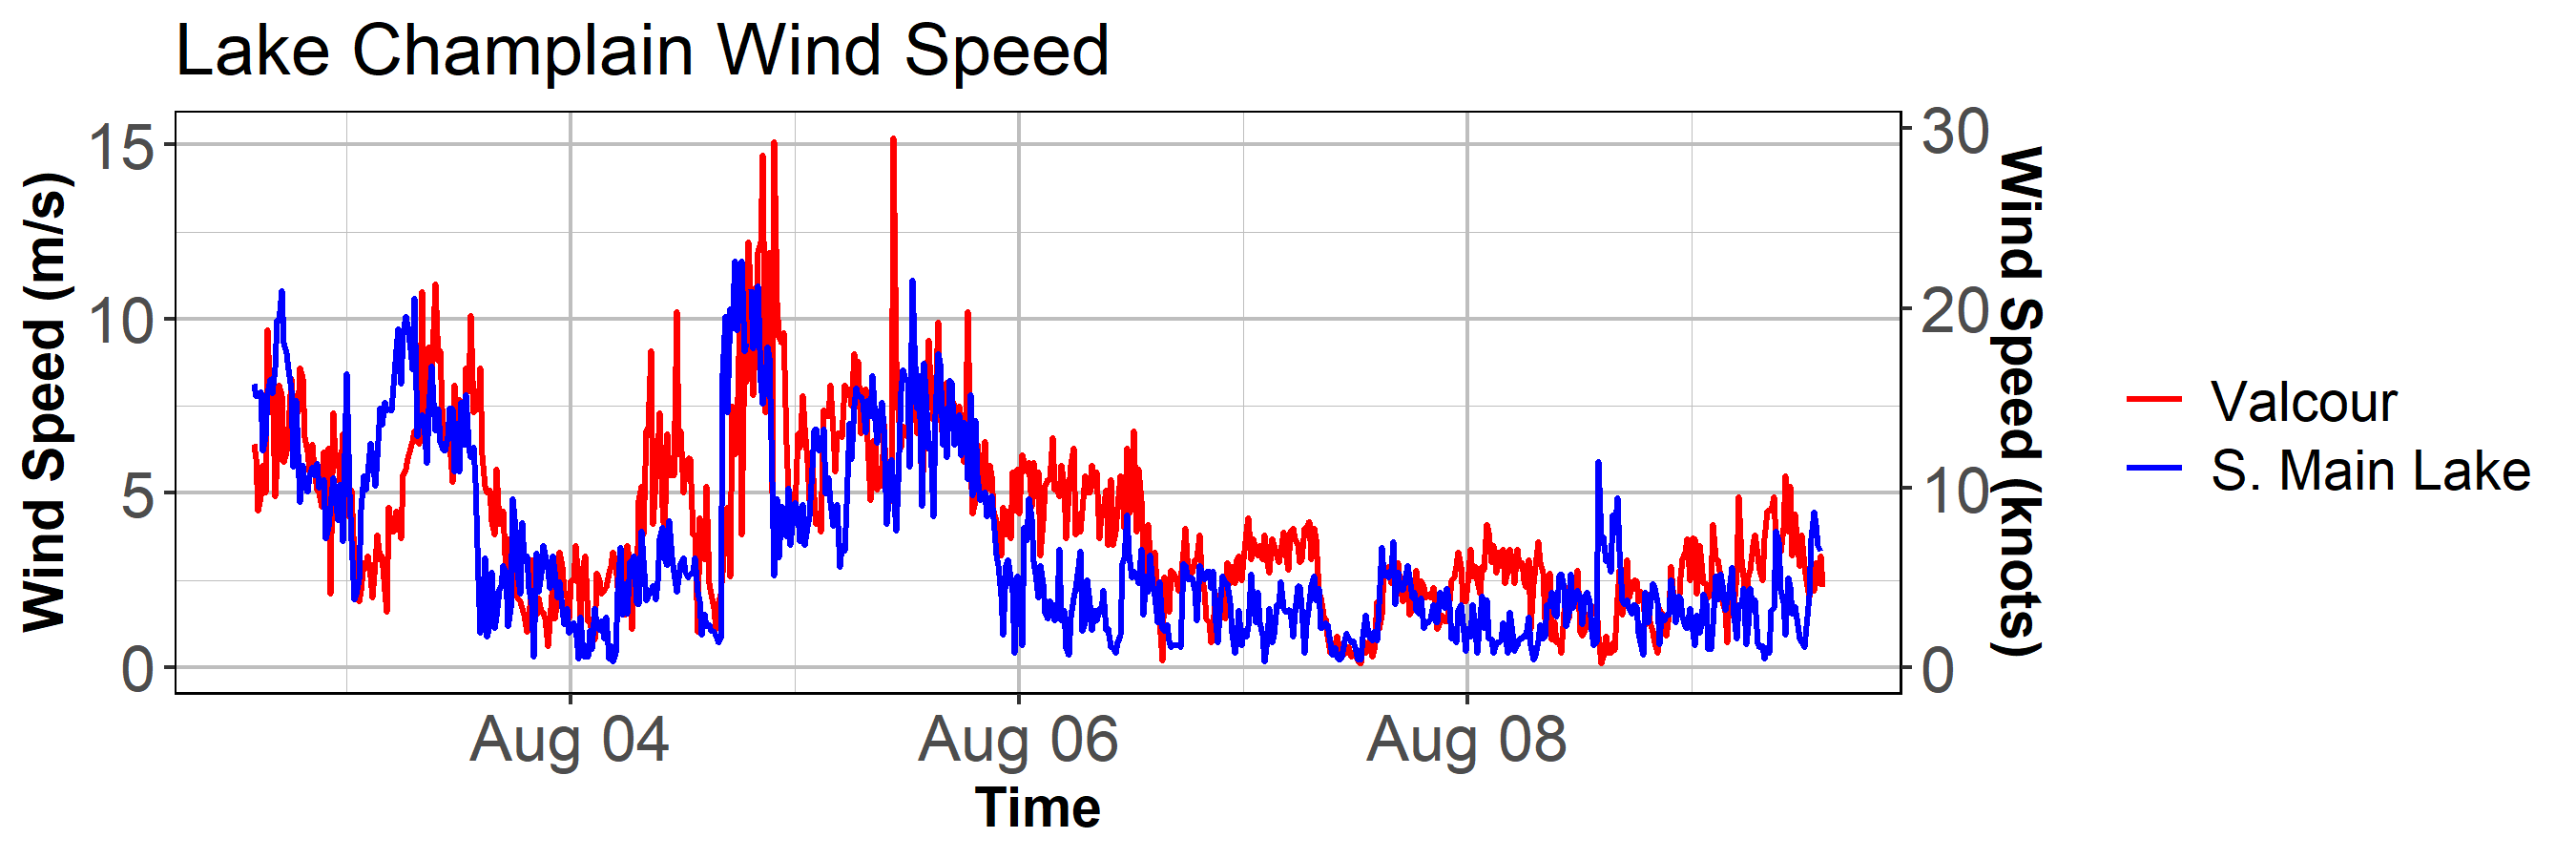 Lake Champlain Wind Speed
Wind Speed (m/s)
15
10
5
0
30
20
10
0
Wind Speed (knots)
Aug 04
Aug 06
Aug 08
Time
Valcour
S. Main Lake